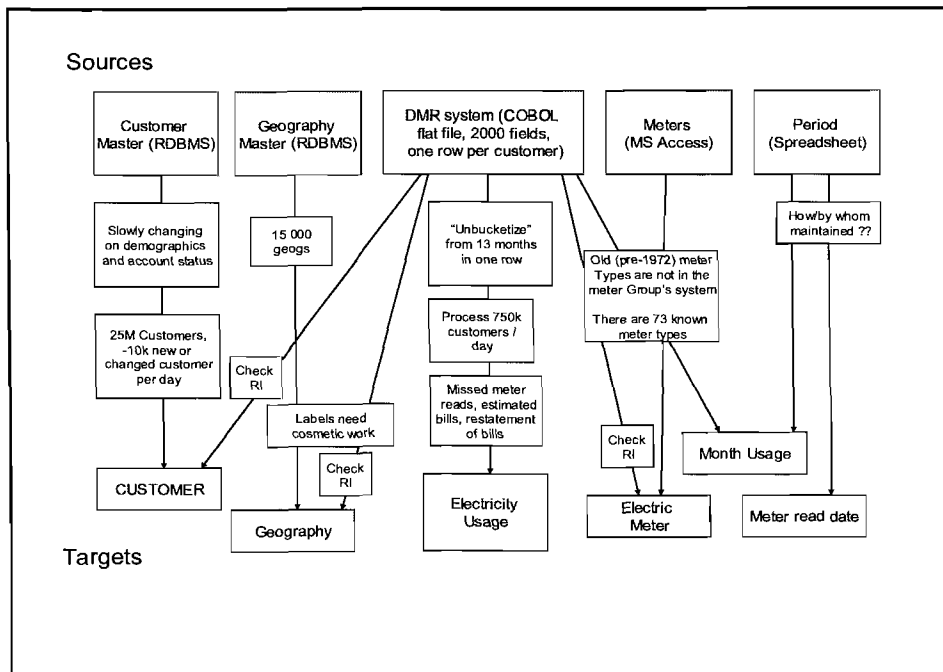 Sources
Customer
Master (RDBMS)
Geography
Master (RDBMS)
DMR system (COBOL
flat file, 2000 fields,
one row per customer)
Meters
(MS Access)
Period
(Spreadsheet)
Slowly changing
on demographics
and account status
15 000
geogs
"Unbucketize"
from 13 months
in one row
Old (pre-1972) meter
Types are not in the
meter Group's system
There are 73 known
meter types
How/by whom
maintained ??
25M Customers,
-10k new or
changed customer
per day
Process 750k
customers /
day
Check
RI
Labels need
cosmetic work
Missed meter
reads, estimated
bills, restatement
of bills
Check
RI
Check
RI
Month Usage
CUSTOMER
Geography
Electricity
Usage
Electric
Meter
Meter read date
Targets